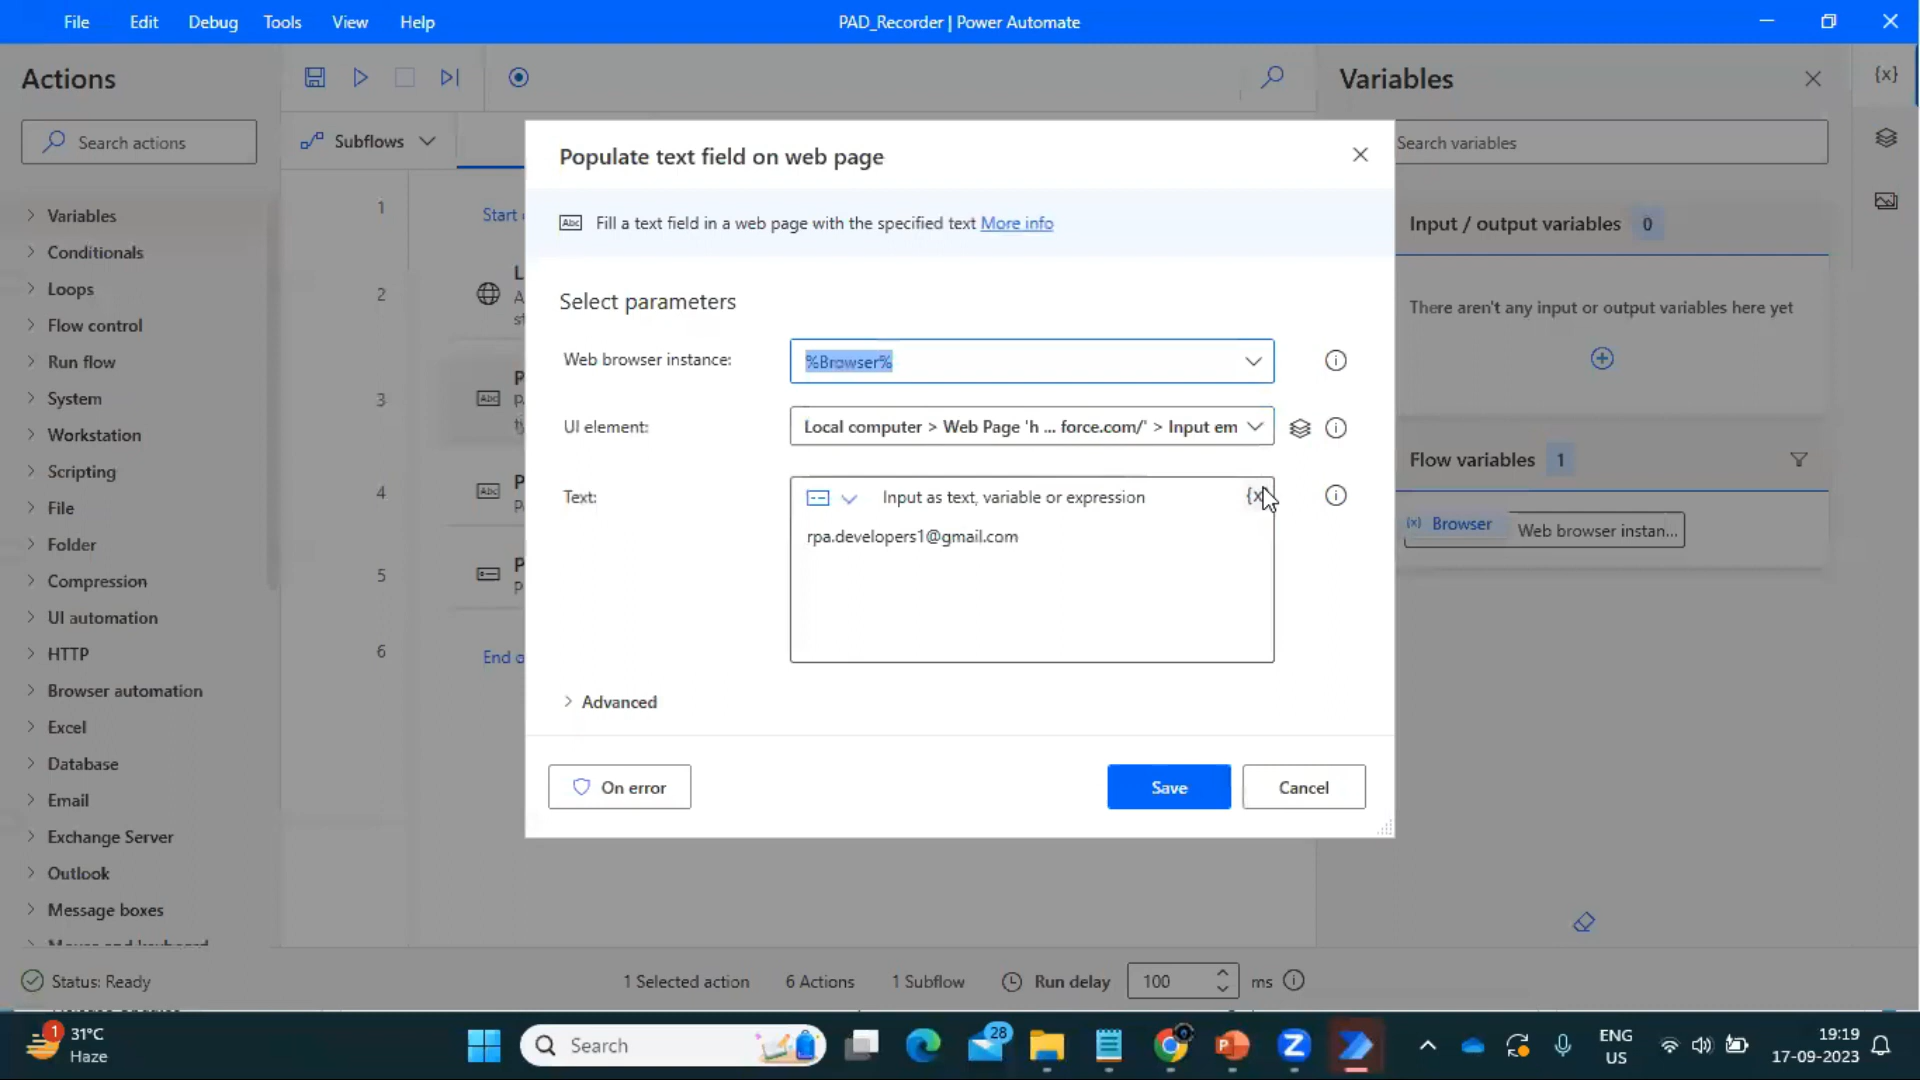 File Edit Debug Tools View Help
PAD_Recorder | Power Automate
Actions
Search actions
Variables
Conditionals
Loops
Flow control
Run flow
System
Workstation
Scripting
File
Folder
Compression
UI automation
HTTP
Browser automation
Excel
Database
Email
Exchange Server
Outlook
Message boxes
Subflows
1
Start
2
3
4
5
6
End o
Populate text field on web page
Abc Fill a text field in a web page with the specified text More info
Select parameters
Web browser instance: %Browser%
UI element: Local computer > Web Page 'h ... force.com/' > Input em
Text: Input as text, variable or expression {x}
rpa.developers1@gmail.com
Advanced
On error Save Cancel
Variables {x}
Search variables
Input / output variables 0
There aren't any input or output variables here yet
Flow variables 1
(x) Browser Web browser instan...
Status: Ready 1 Selected action 6 Actions 1 Subflow Run delay 100 ms
1 31°C
Haze
Search
28
ENG
US
19:19
17-09-2023